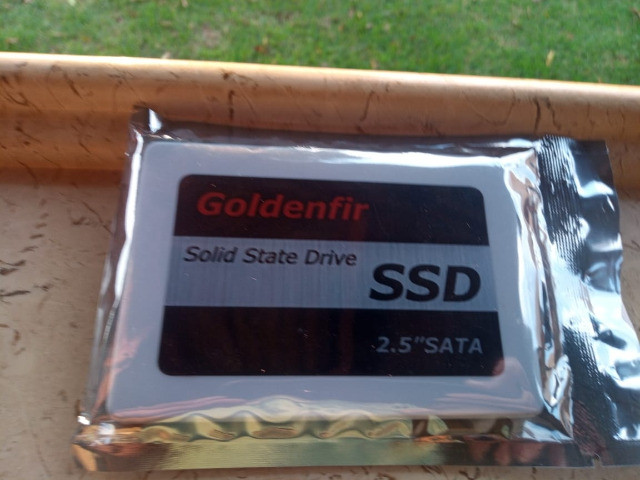 Goldenfir
Solid State Drive
SSD
2.5"SATA